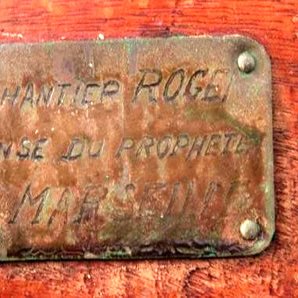 HANTIER ROGE
NSE DU PROPHETE
MARSEILL